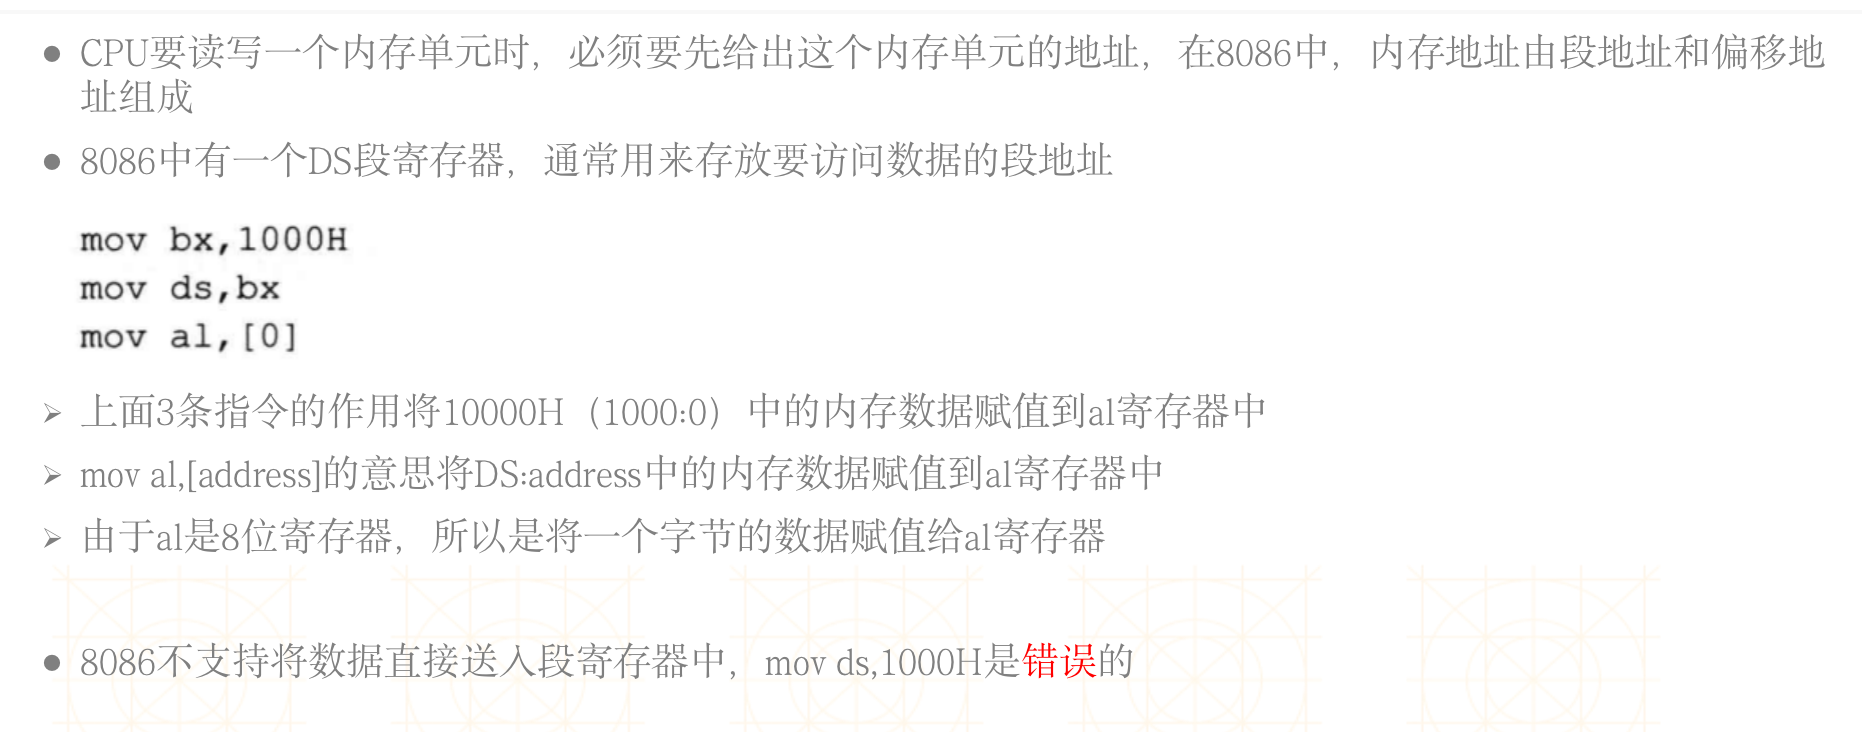 ● CPU要读写一个内存单元时，必须要先给出这个内存单元的地址，在8086中，内存地址由段地址和偏移地
址组成
● 8086中有一个DS段寄存器，通常用来存放要访问数据的段地址
mov bx,1000H
mov ds,bx
mov al,[0]
➢ 上面3条指令的作用将10000H（1000:0）中的内存数据赋值到al寄存器中
➢ mov al,[address]的意思将DS:address中的内存数据赋值到al寄存器中
➢ 由于al是8位寄存器，所以是将一个字节的数据赋值给al寄存器
● 8086不支持将数据直接送入段寄存器中，mov ds,1000H是错误的